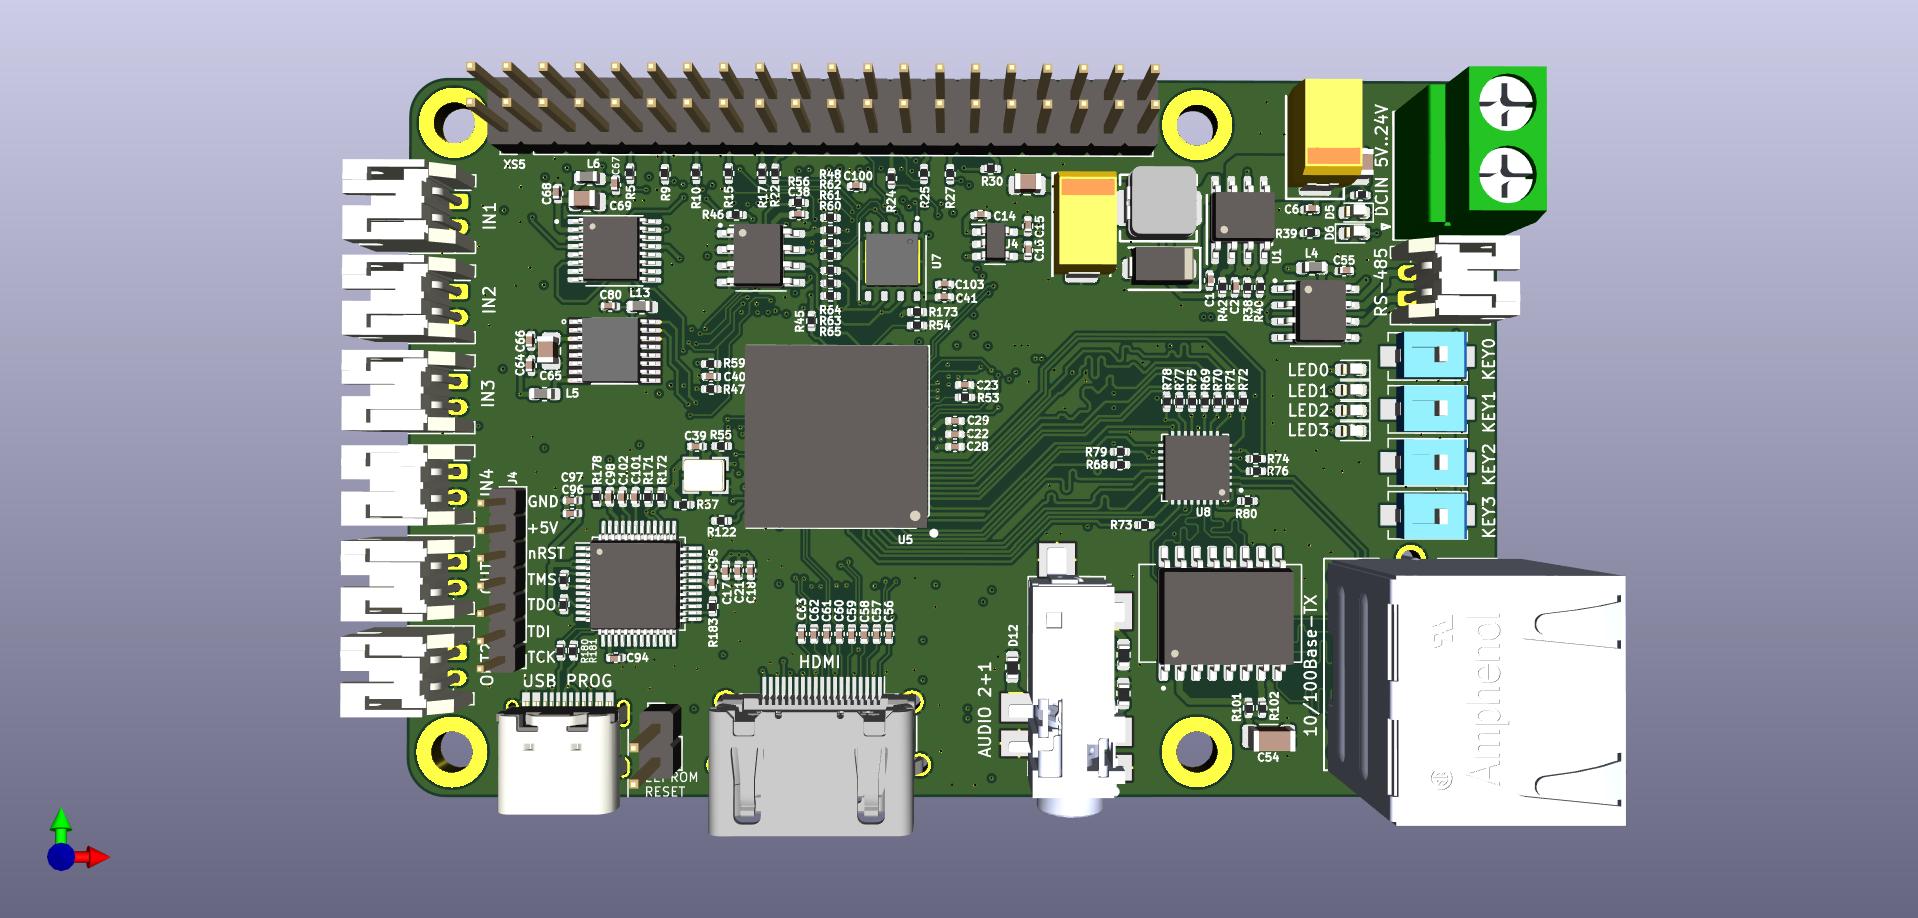 XS5
L6
C67
R5
R9
R10
R15
R17
R22
R56
C38
R48
R62
R61
R60
C100
R24
R25
R27
R30
C68
C69
R46
C14
C15
J4
U7
IN1
DCIN 5V..24V
C6
D5
R39
D6
U1
L4
C55
RS-485
IN2
C80
L13
C103
C41
R45
R64
R63
R65
R173
R54
C1
R42
C2
R38
R40
C66
C64
C65
L5
IN3
R59
C40
R47
C23
R53
C29
C22
C28
R78
R77
R75
R69
R70
R71
R72
LED0
LED1
LED2
LED3
KEY0
KEY1
KEY2
KEY3
IN4
J4
C39
R55
C97
C96
R178
C98
C102
C101
R171
R172
R79
R68
R74
R76
U8
R80
R73
GND
+5V
nRST
TMS
TDO
TDI
TCK
R122
U5
C95
C17
C21
C18
R183
R180
R181
C94
C63
C62
C61
C60
C59
C58
C57
C56
HDMI
USB PROG
OUT2
RESET
D12
AUDIO 2+1
R101
R102
C54
10/100Base-TX
Amphenol